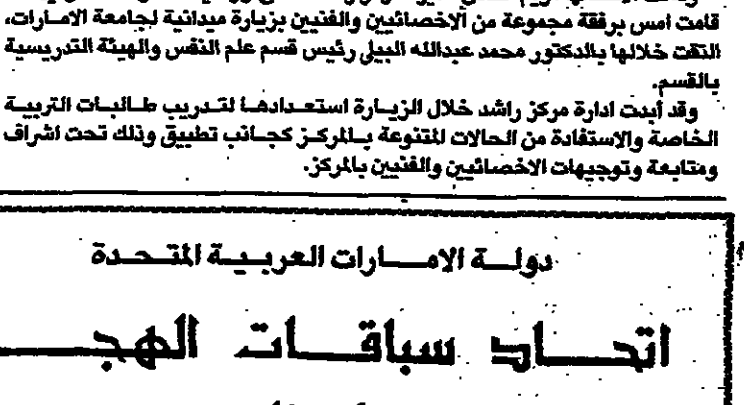 قامت امس برفقة مجموعة من الاخصائيين والفنيين بزيارة ميدانية لجامعة الامارات،
التقت خلالها بالدكتور محمد عبدالله البيلي رئيس قسم علم النفس والهيئة التدريسية
بالقسم.
وقد أبدت ادارة مركز راشد خلال الزيارة استعدادها لتدريب طالبات التربية
الخاصة والاستفادة من الحالات المتنوعة بالمركز كجانب تطبيق وذلك تحت اشراف
ومتابعة وتوجيهات الاخصائيين والفنيين بالمركز.
دولة الامارات العربية المتحدة
اتحاد سباقات الهجـ